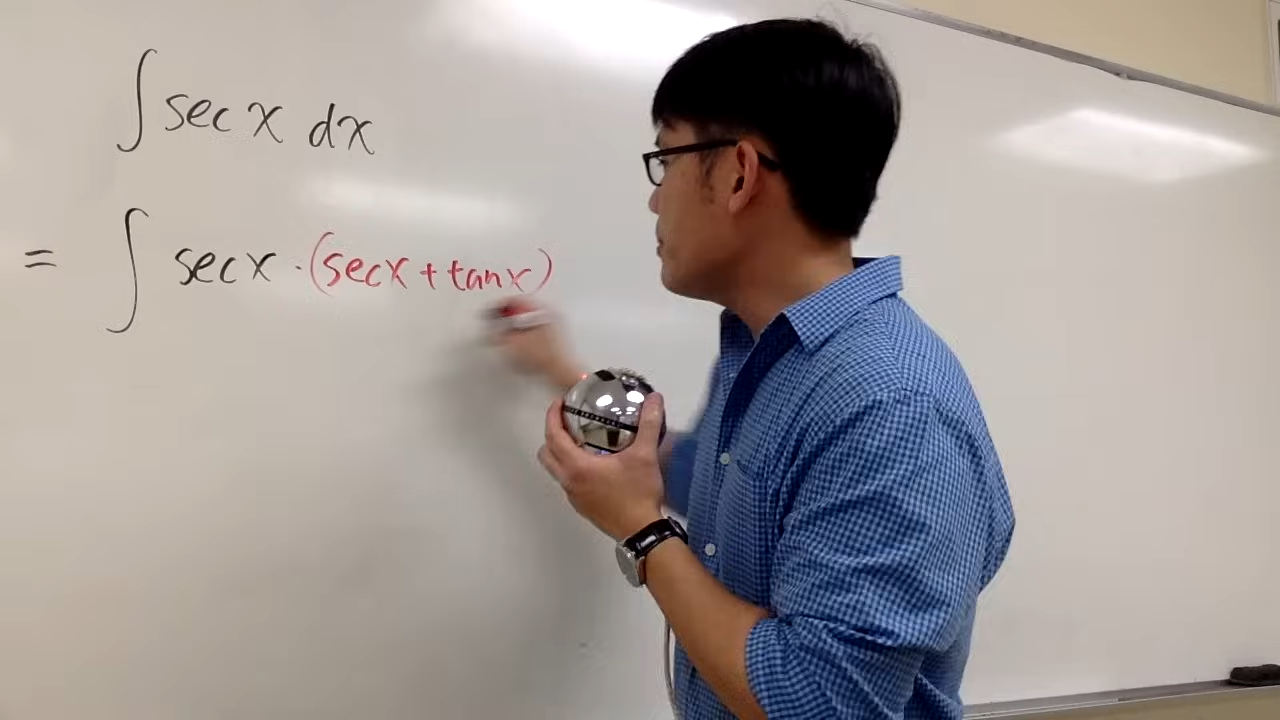 ∫ sec x dx
= ∫ sec x · (sec x + tan x)